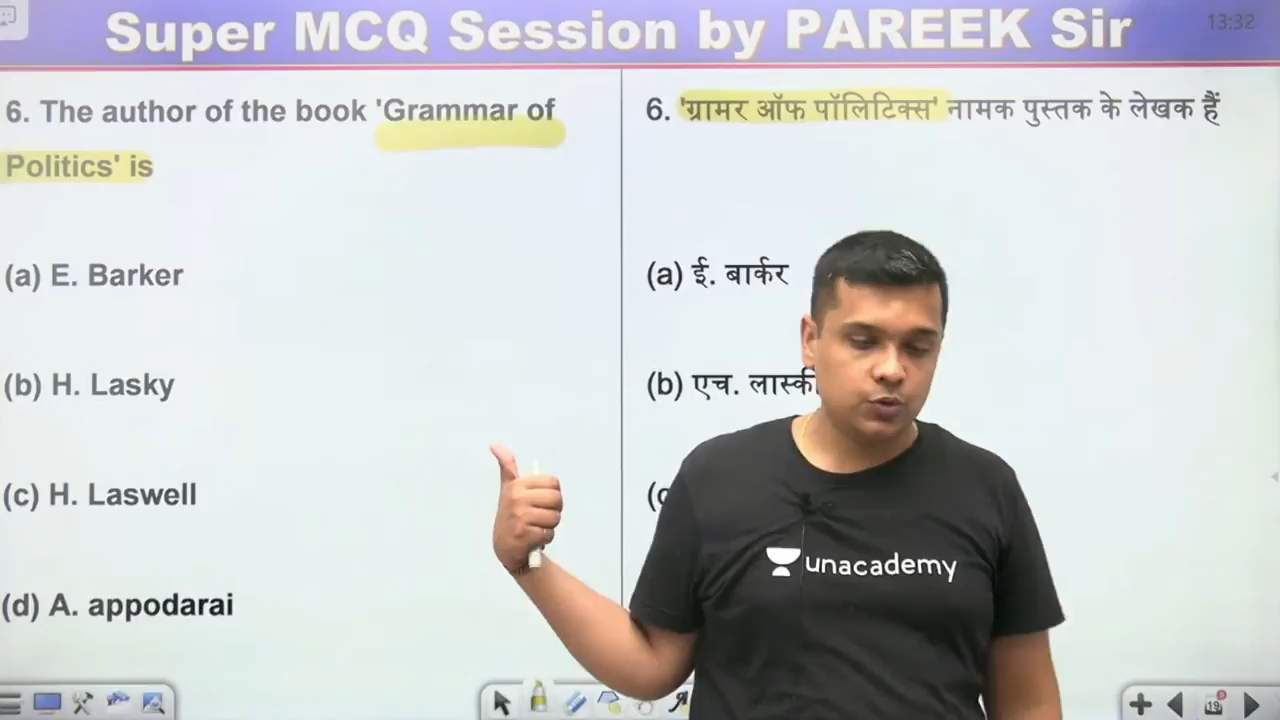 Super MCQ Session by PAREEK Sir
13:32
6. The author of the book 'Grammar of
Politics' is
(a) E. Barker
(b) H. Lasky
(c) H. Laswell
(d) A. appodarai
6. 'ग्रामर ऑफ पॉलिटिक्स' नामक पुस्तक के लेखक हैं
(a) ई. बार्कर
(b) एच. लास्की
unacademy
19